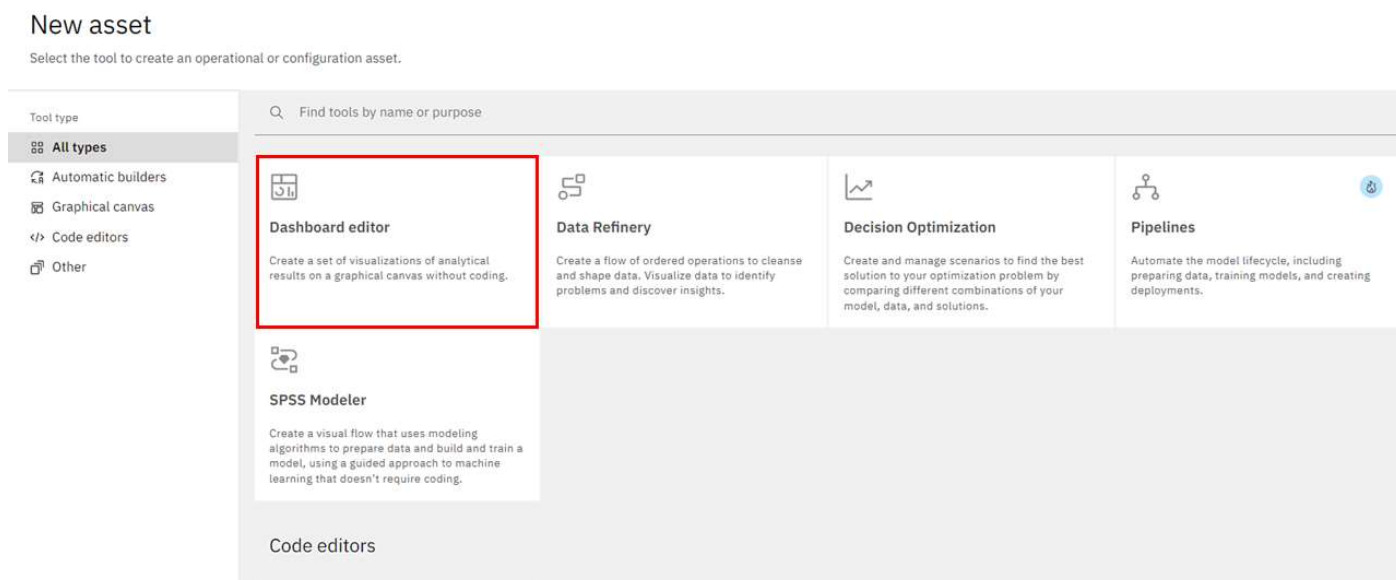 New asset
Select the tool to create an operational or configuration asset.
Tool type
All types
Automatic builders
Graphical canvas
Code editors
Other
Find tools by name or purpose
Dashboard editor
Create a set of visualizations of analytical
results on a graphical canvas without coding.
Data Refinery
Create a flow of ordered operations to cleanse
and shape data. Visualize data to identify
problems and discover insights.
Decision Optimization
Create and manage scenarios to find the best
solution to your optimization problem by
comparing different combinations of your
model, data, and solutions.
Pipelines
Automate the model lifecycle, including
preparing data, training models, and creating
deployments.
SPSS Modeler
Create a visual flow that uses modeling
algorithms to prepare data and build and train a
model, using a guided approach to machine
learning that doesn't require coding.
Code editors